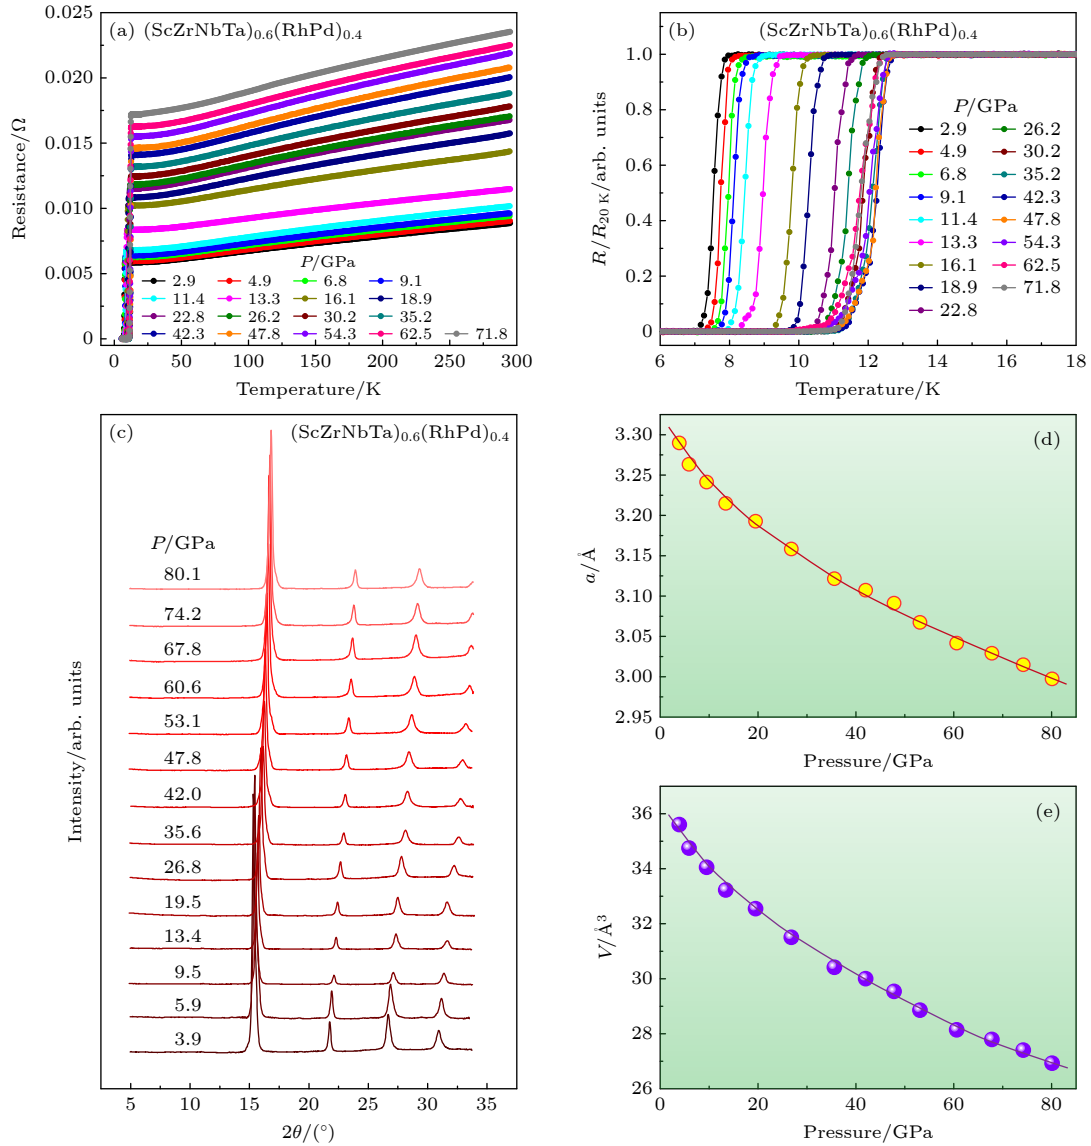 (a) (ScZrNbTa)0.6(RhPd)0.4
Resistance/Ω
0.025
0.020
0.015
0.010
0.005
0
P/GPa
2.9 4.9 6.8 9.1
11.4 13.3 16.1 18.9
22.8 26.2 30.2 35.2
42.3 47.8 54.3 62.5 71.8
0 50 100 150 200 250 300
Temperature/K
(b) (ScZrNbTa)0.6(RhPd)0.4
R/R20 K/arb. units
1.0
0.8
0.6
0.4
0.2
0
P/GPa
2.9 26.2
4.9 30.2
6.8 35.2
9.1 42.3
11.4 47.8
13.3 54.3
16.1 62.5
18.9 71.8
22.8
6 8 10 12 14 16 18
Temperature/K
(c) (ScZrNbTa)0.6(RhPd)0.4
Intensity/arb. units
P/GPa
80.1
74.2
67.8
60.6
53.1
47.8
42.0
35.6
26.8
19.5
13.4
9.5
5.9
3.9
5 10 15 20 25 30 35
2θ/(°)
(d)
a/Å
3.30
3.25
3.20
3.15
3.10
3.05
3.00
2.95
0 20 40 60 80
Pressure/GPa
(e)
V/Å³
36
34
32
30
28
26
0 20 40 60 80
Pressure/GPa